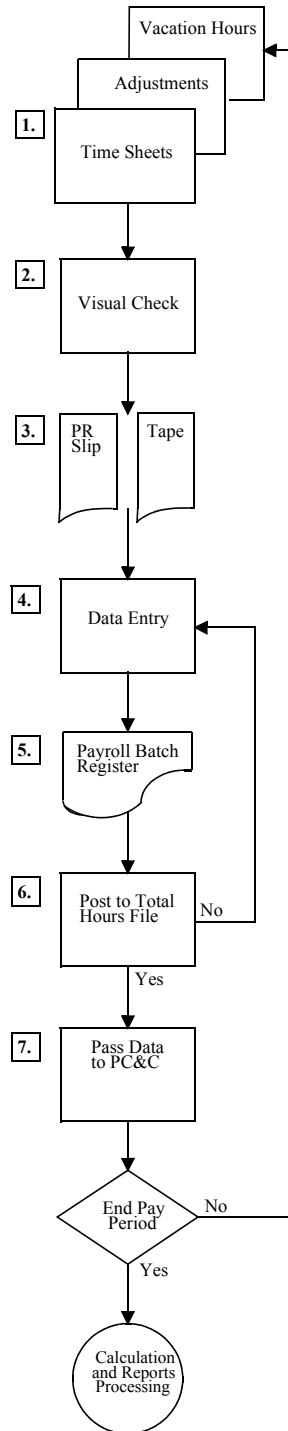 Vacation Hours
Adjustments
1.
Time Sheets
2.
Visual Check
3.
PR
Slip
Tape
4.
Data Entry
5.
Payroll Batch
Register
6.
Post to Total
Hours File
No
Yes
7.
Pass Data
to PC&C
End Pay
Period
No
Yes
Calculation
and Reports
Processing